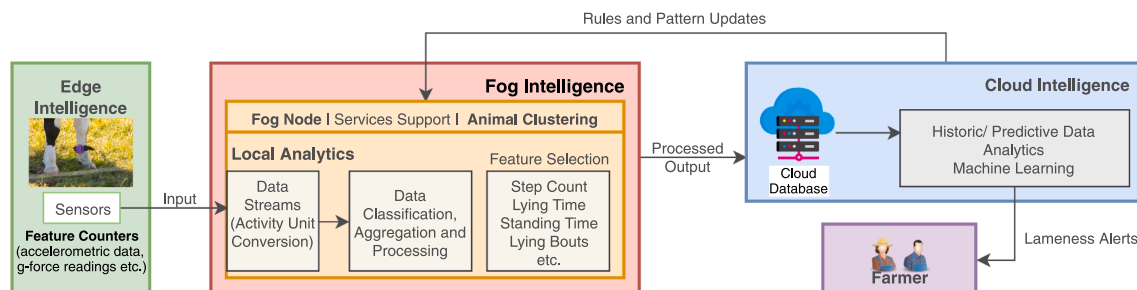 Rules and Pattern Updates
Edge
Intelligence
Sensors
Feature Counters
(accelerometric data,
g-force readings etc.)
Input
Fog Intelligence
Fog Node I Services Support I Animal Clustering
Local Analytics
Data
Streams
(Activity Unit
Conversion)
Data
Classification,
Aggregation and
Processing
Feature Selection
Step Count
Lying Time
Standing Time
Lying Bouts
etc.
Processed
Output
Cloud Intelligence
Cloud
Database
Historic/ Predictive Data
Analytics
Machine Learning
Lameness Alerts
Farmer